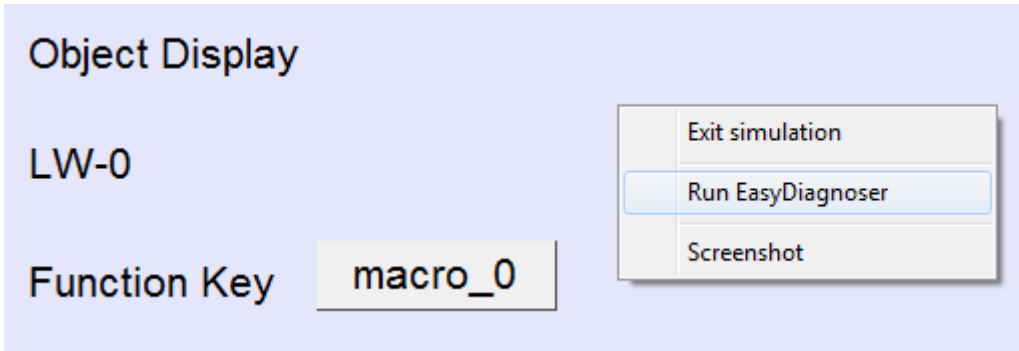 Object Display
LW-0
Function Key
macro_0
Exit simulation
Run EasyDiagnoser
Screenshot